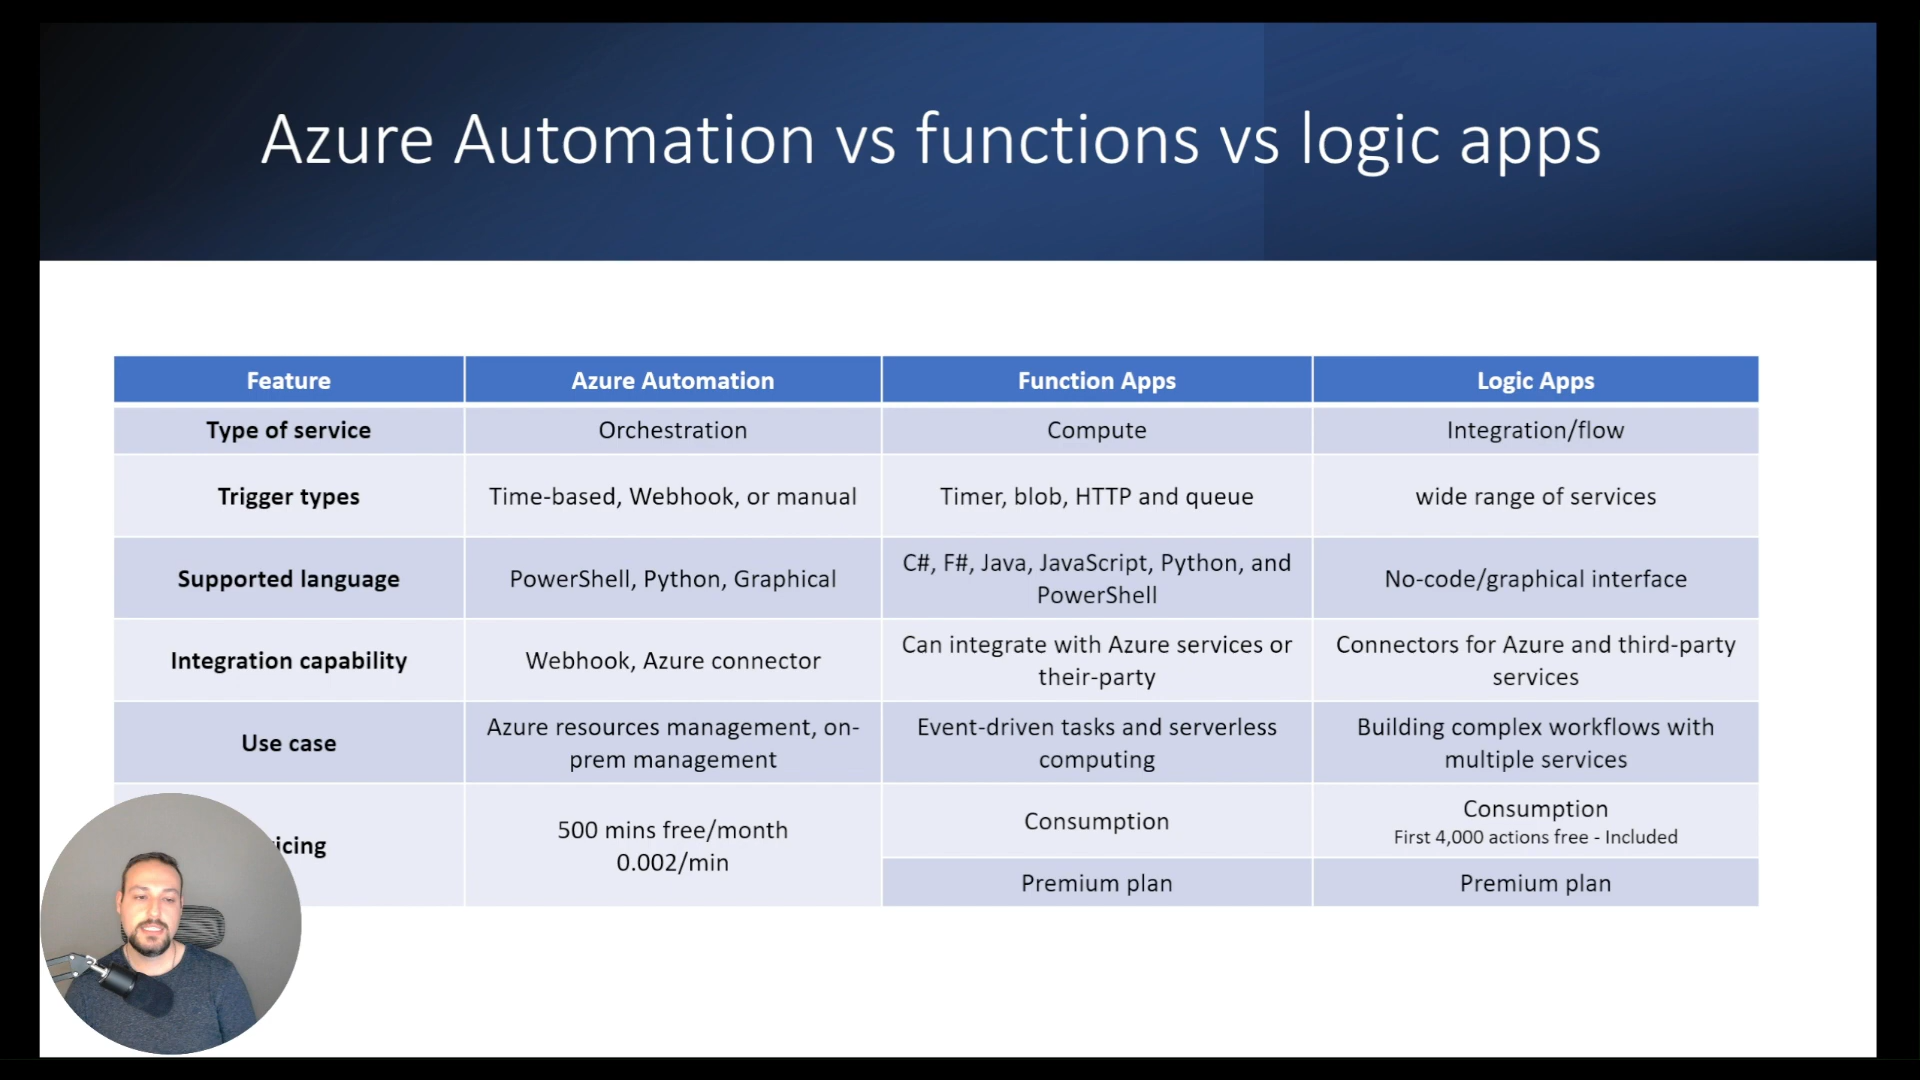 Azure Automation vs functions vs logic apps
Feature
Azure Automation
Function Apps
Logic Apps
Type of service
Orchestration
Compute
Integration/flow
Trigger types
Time-based, Webhook, or manual
Timer, blob, HTTP and queue
wide range of services
Supported language
PowerShell, Python, Graphical
C#, F#, Java, JavaScript, Python, and
PowerShell
No-code/graphical interface
Integration capability
Webhook, Azure connector
Can integrate with Azure services or
their-party
Connectors for Azure and third-party
services
Use case
Azure resources management, on-
prem management
Event-driven tasks and serverless
computing
Building complex workflows with
multiple services
icing
500 mins free/month
0.002/min
Consumption
Consumption
First 4,000 actions free - Included
Premium plan
Premium plan